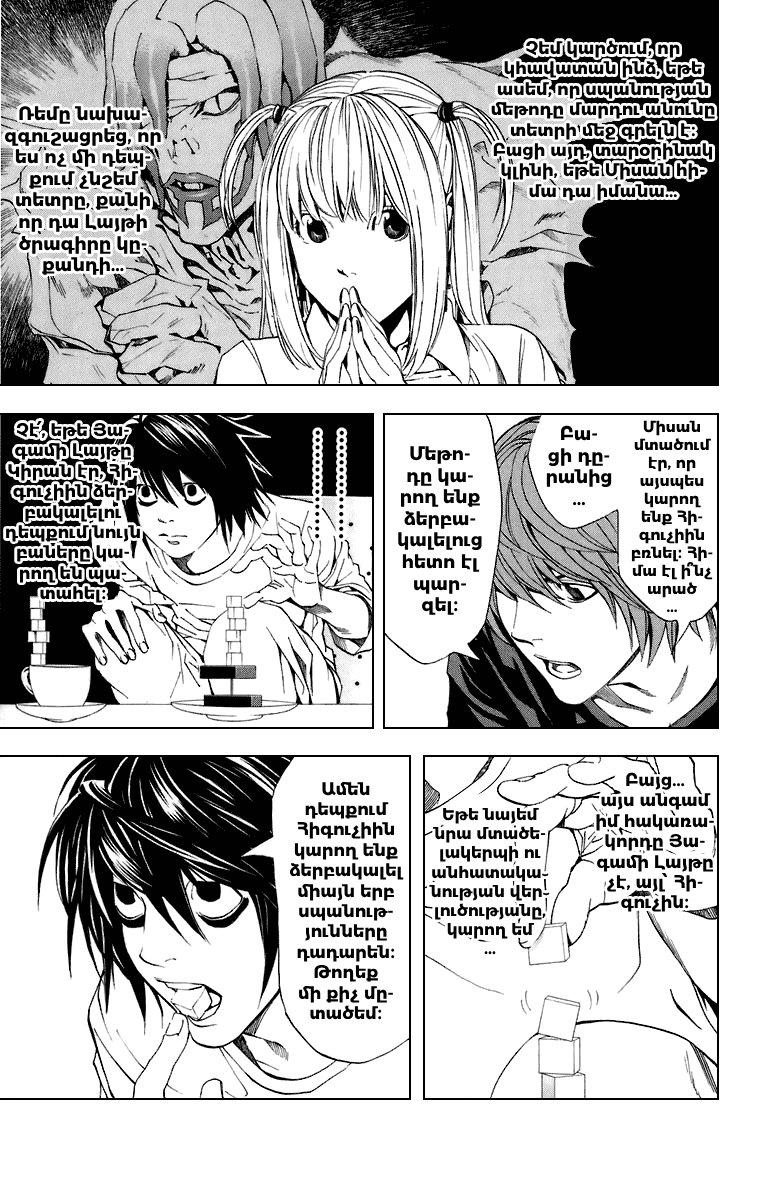 Չեմ կարծում, որ
կհավատան ինձ, եթե
ասեմ, որ սպանության
մեթոդը մարդու անունը
տետրի մեջ գրելն է:
Բացի այդ, տարօրինակ
կլինի, եթե Միսան հի-
մա դա իմանա...
Ռեմը նախա-
զգուշացրեց, որ
ես ոչ մի դեպ-
քում չնշեմ
տետրը, քանի
որ դա Լայթի
ծրագիրը կը-
քանդի...
Միսան
մտածում
էր, որ
այսպես
կարող
ենք Հի-
գուչիին
բռնել: Հի-
մա էլ ի՞նչ
արած
...
Բա-
ցի դը-
րանից
...
Մեթո-
դը կա-
րող ենք
ձերբա-
կալելուց
հետո էլ
պար-
զել:
Չէ՛, եթե Յա-
գամի Լայթը
Կիրան էր, Հի-
գուչիին ձեր-
բակալելու
դեպքում նույն
բաները կա-
րող են պա-
տահել:
Բայց...
այս անգամ
իմ հակառա-
կորդը Յա-
գամի Լայթը
չէ, այլ՝ Հի-
գուչին:
Եթե նայեմ
նրա մտածե-
լակերպի ու
անհատակա-
նության վեր-
լուծությանը,
կարող եմ
...
Ամեն
դեպքում
Հիգուչիին
կարող ենք
ձերբակալել
միայն երբ
սպանութ-
յունները
դադարեն:
Թողեք
մի քիչ մը-
տածեմ: